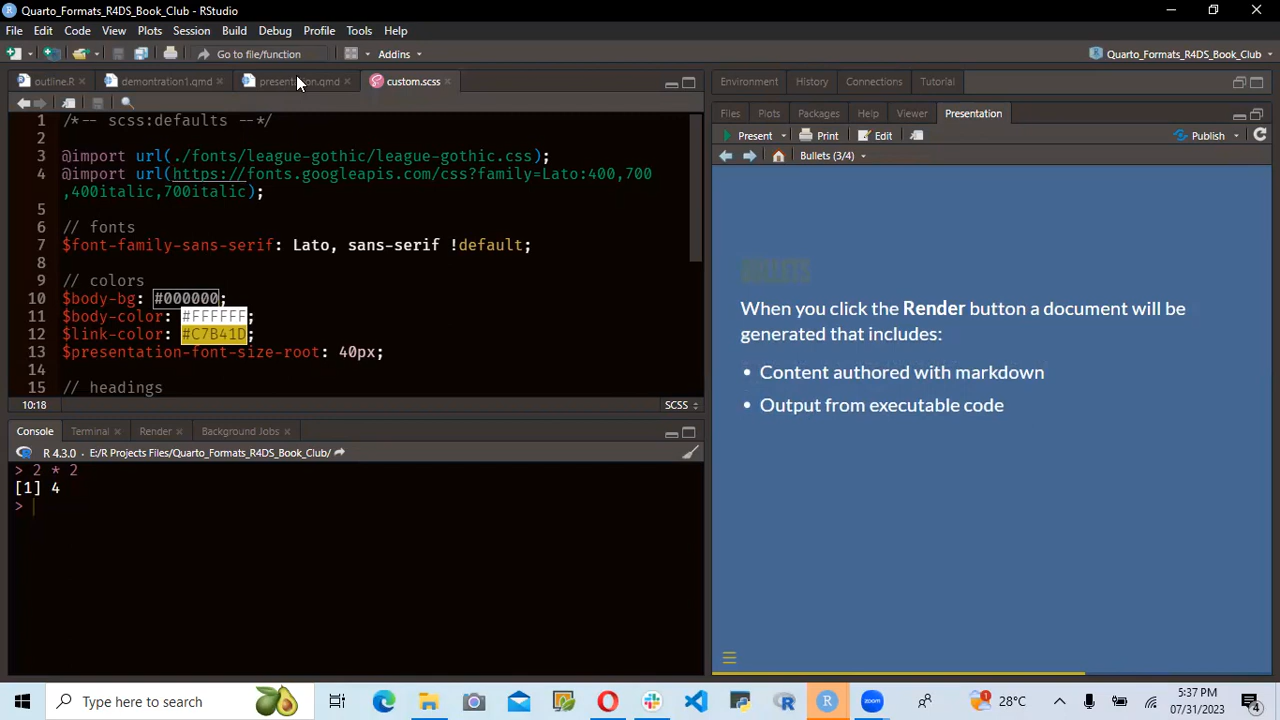 Quarto_Formats_R4DS_Book_Club - RStudio
File Edit Code View Plots Session Build Debug Profile Tools Help
Go to file/function Addins Quarto_Formats_R4DS_Book_Club
outline.R demontration1.qmd presentation.qmd custom.scss
Environment History Connections Tutorial
Files Plots Packages Help Viewer Presentation
Present Print Edit Publish
Bullets (3/4)
1 /*-- scss:defaults --*/
2
3 @import url(./fonts/league-gothic/league-gothic.css);
4 @import url(https://fonts.googleapis.com/css?family=Lato:400,700
,400italic,700italic);
5
6 // fonts
7 $font-family-sans-serif: Lato, sans-serif !default;
8
9 // colors
10 $body-bg: #000000;
11 $body-color: #FFFFFF;
12 $link-color: #C7B41D;
13 $presentation-font-size-root: 40px;
14
15 // headings
10:18 SCSS
Console Terminal Render Background Jobs
R 4.3.0 · E:/R Projects Files/Quarto_Formats_R4DS_Book_Club/
> 2 * 2
[1] 4
>
BULLETS
When you click the Render button a document will be
generated that includes:
• Content authored with markdown
• Output from executable code
Type here to search
zoom
1
28°C
5:37 PM
07/31/2023
4